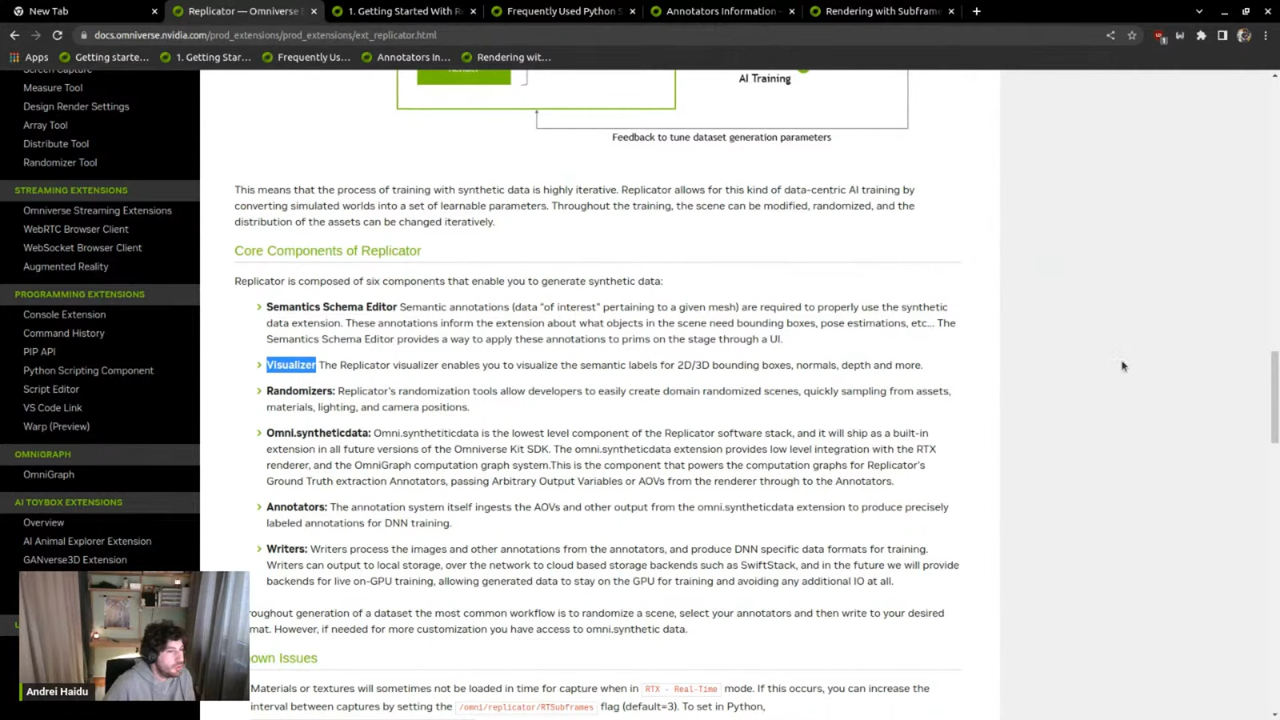 New Tab
Replicator — Omniverse E
1. Getting Started With R
Frequently Used Python S
Annotators Information —
Rendering with Subframe
docs.omniverse.nvidia.com/prod_extensions/prod_extensions/ext_replicator.html
Apps
Getting starte...
1. Getting Star...
Frequently Us...
Annotators In...
Rendering wit...
Screen Capture
Measure Tool
Design Render Settings
Array Tool
Distribute Tool
Randomizer Tool
STREAMING EXTENSIONS
Omniverse Streaming Extensions
WebRTC Browser Client
WebSocket Browser Client
Augmented Reality
PROGRAMMING EXTENSIONS
Console Extension
Command History
PIP API
Python Scripting Component
Script Editor
VS Code Link
Warp (Preview)
OMNIGRAPH
OmniGraph
AI TOYBOX EXTENSIONS
Overview
AI Animal Explorer Extension
GANverse3D Extension
Andrei Haidu
AI Training
Feedback to tune dataset generation parameters
This means that the process of training with synthetic data is highly iterative. Replicator allows for this kind of data-centric AI training by
converting simulated worlds into a set of learnable parameters. Throughout the training, the scene can be modified, randomized, and the
distribution of the assets can be changed iteratively.
Core Components of Replicator
Replicator is composed of six components that enable you to generate synthetic data:
Semantics Schema Editor Semantic annotations (data “of interest” pertaining to a given mesh) are required to properly use the synthetic
data extension. These annotations inform the extension about what objects in the scene need bounding boxes, pose estimations, etc... The
Semantics Schema Editor provides a way to apply these annotations to prims on the stage through a UI.
Visualizer The Replicator visualizer enables you to visualize the semantic labels for 2D/3D bounding boxes, normals, depth and more.
Randomizers: Replicator’s randomization tools allow developers to easily create domain randomized scenes, quickly sampling from assets,
materials, lighting, and camera positions.
Omni.syntheticdata: Omni.synthetiticdata is the lowest level component of the Replicator software stack, and it will ship as a built-in
extension in all future versions of the Omniverse Kit SDK. The omni.syntheticdata extension provides low level integration with the RTX
renderer, and the OmniGraph computation graph system.This is the component that powers the computation graphs for Replicator’s
Ground Truth extraction Annotators, passing Arbitrary Output Variables or AOVs from the renderer through to the Annotators.
Annotators: The annotation system itself ingests the AOVs and other output from the omni.syntheticdata extension to produce precisely
labeled annotations for DNN training.
Writers: Writers process the images and other annotations from the annotators, and produce DNN specific data formats for training.
Writers can output to local storage, over the network to cloud based storage backends such as SwiftStack, and in the future we will provide
backends for live on-GPU training, allowing generated data to stay on the GPU for training and avoiding any additional IO at all.
roughout generation of a dataset the most common workflow is to randomize a scene, select your annotators and then write to your desired
mat. However, if needed for more customization you have access to omni.synthetic data.
own Issues
Materials or textures will sometimes not be loaded in time for capture when in RTX - Real-Time mode. If this occurs, you can increase the
interval between captures by setting the /omni/replicator/RTSubframes flag (default=3). To set in Python,